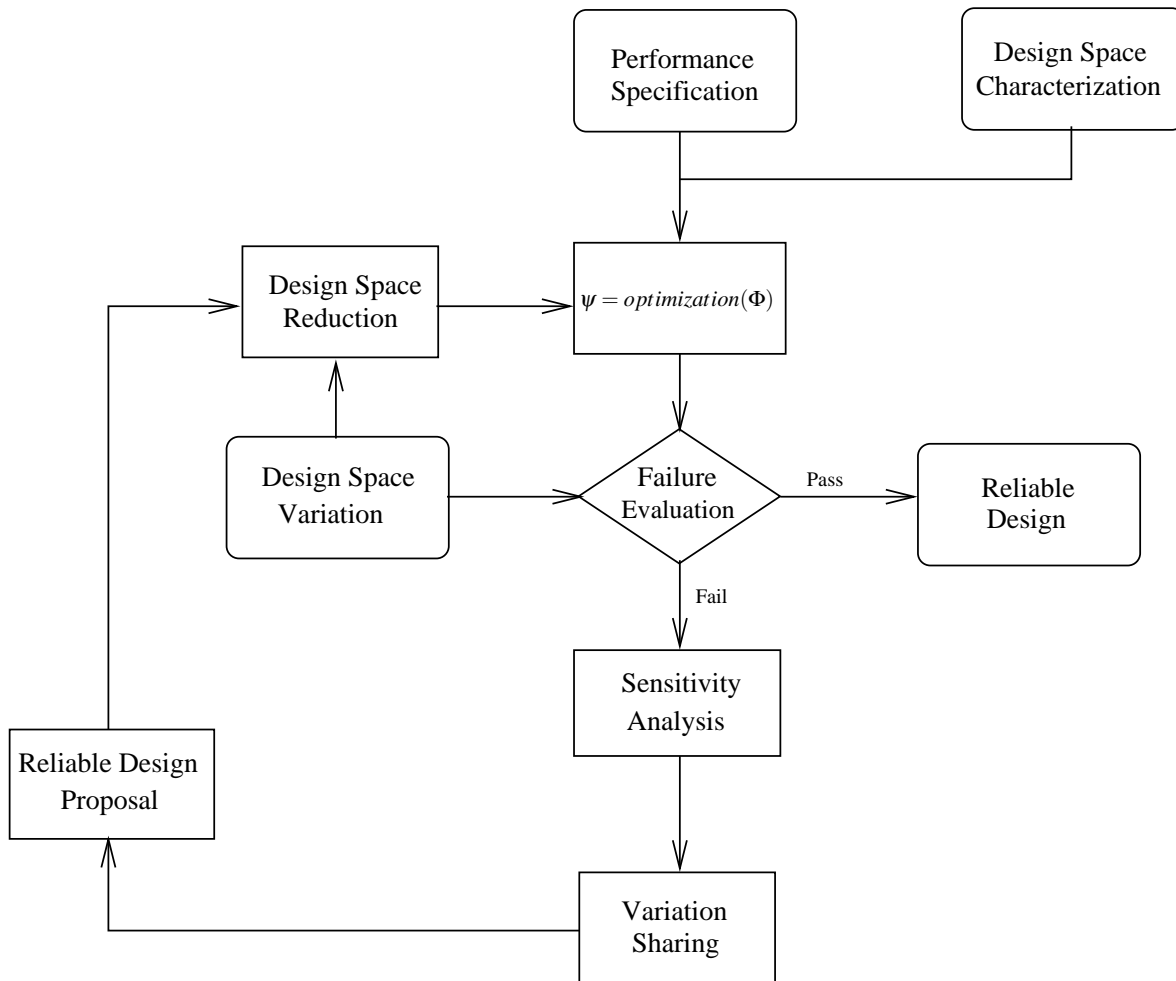 Performance
Specification
Design Space
Characterization
Design Space
Reduction
ψ = optimization(Φ)
Design Space
Variation
Failure
Evaluation
Pass
Reliable
Design
Fail
Sensitivity
Analysis
Reliable Design
Proposal
Variation
Sharing